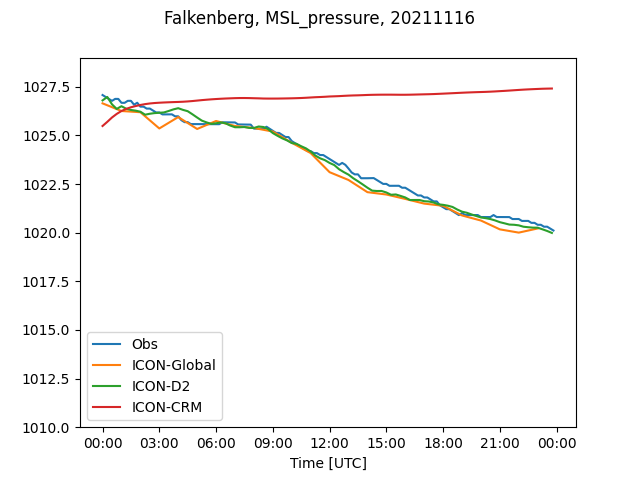 Falkenberg, MSL_pressure, 20211116
1027.5
1025.0
1022.5
1020.0
1017.5
1015.0
1012.5
1010.0
Obs
ICON-Global
ICON-D2
ICON-CRM
00:00 03:00 06:00 09:00 12:00 15:00 18:00 21:00 00:00
Time [UTC]